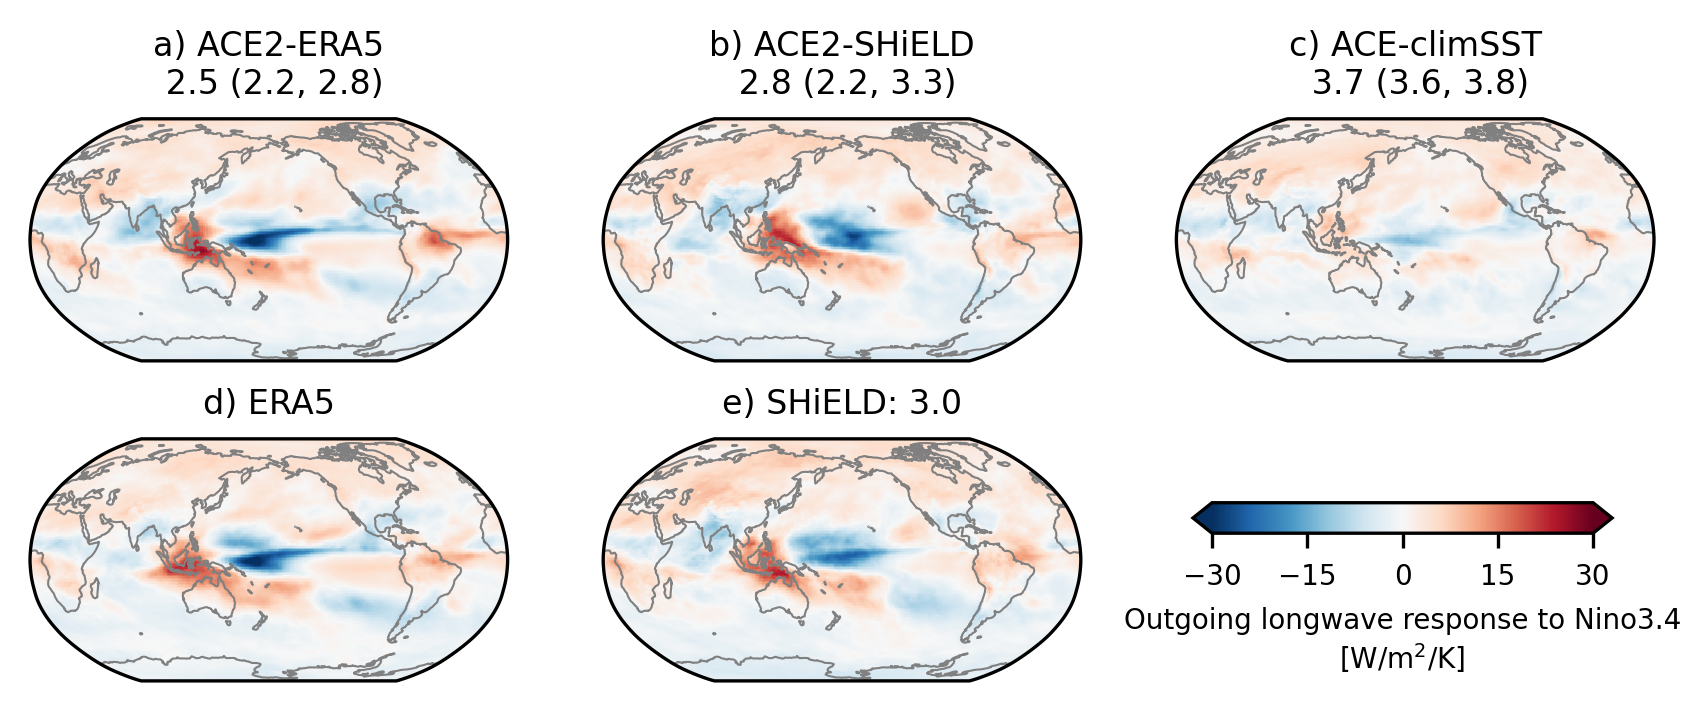 a) ACE2-ERA5
2.5 (2.2, 2.8)
b) ACE2-SHiELD
2.8 (2.2, 3.3)
c) ACE-climSST
3.7 (3.6, 3.8)
d) ERA5
e) SHiELD: 3.0
−30 −15 0 15 30
Outgoing longwave response to Nino3.4
[W/m²/K]